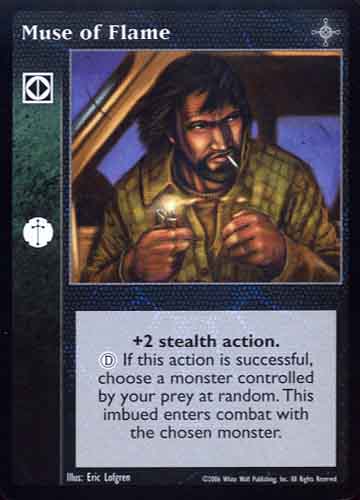 Muse of Flame
+2 stealth action.
Ⓓ If this action is successful,
choose a monster controlled
by your prey at random. This
imbued enters combat with
the chosen monster.
Illus: Eric Lofgren
©2006 White Wolf Publishing, Inc. All Rights Reserved